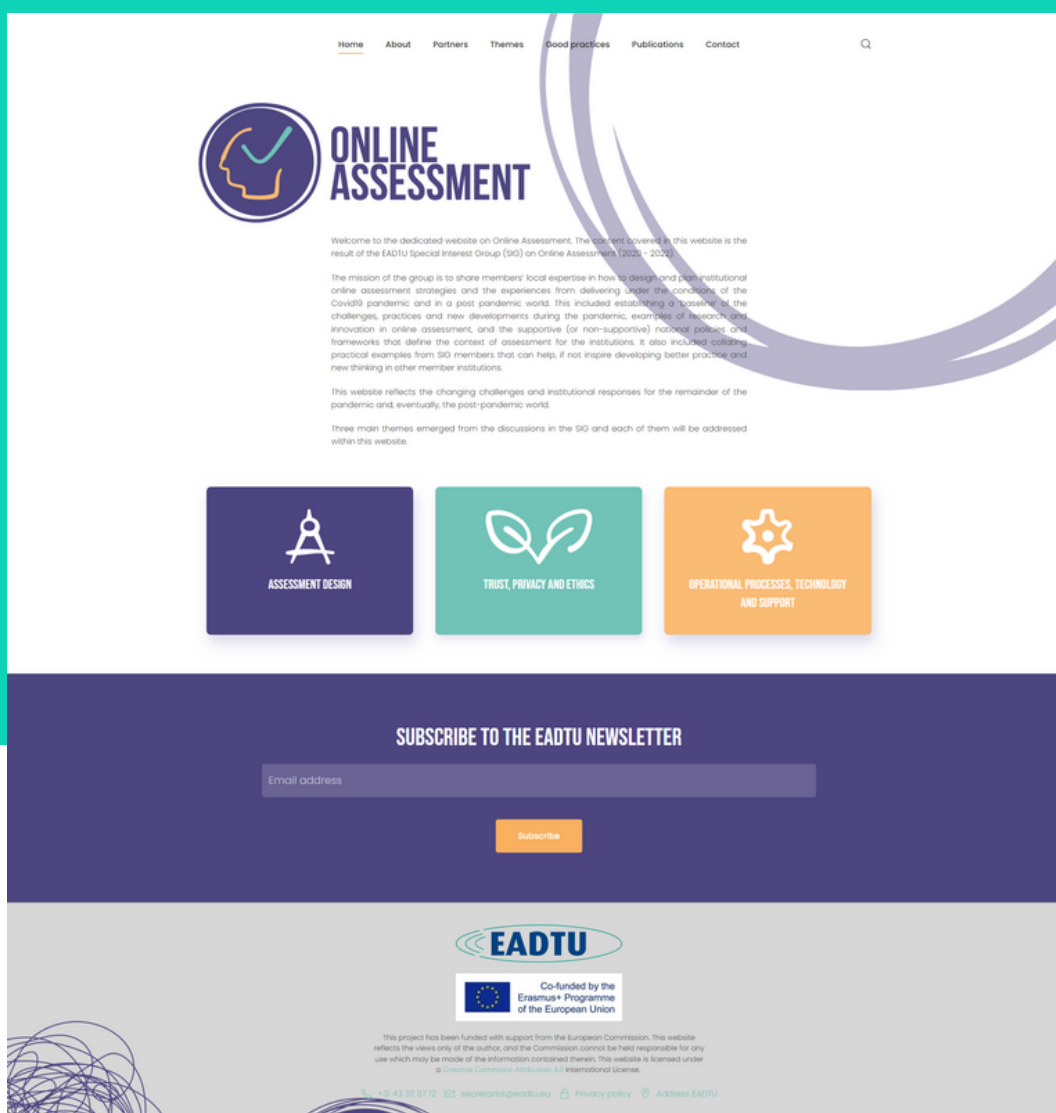 Home About Partners Themes Good practices Publications Contact
ONLINE
ASSESSMENT
Welcome to the dedicated website on Online Assessment. The content covered in this website is the
result of the EADTU Special Interest Group (SIG) on Online Assessment (2020 - 2022).
The mission of the group is to share members' local expertise in how to design and plan institutional
online assessment strategies and the experiences from delivering under the conditions of the
Covid19 pandemic and in a post pandemic world. This included establishing a 'baseline' of the
challenges, practices and new developments during the pandemic, examples of research and
innovation in online assessment, and the supportive (or non-supportive) national policies and
frameworks that define the context of assessment for the institutions. It also included collating
practical examples from SIG members that can help, if not inspire developing better practice and
new thinking in other member institutions.
This website reflects the changing challenges and institutional responses for the remainder of the
pandemic and, eventually, the post-pandemic world.
Three main themes emerged from the discussions in the SIG and each of them will be addressed
within this website.
ASSESSMENT DESIGN
TRUST, PRIVACY AND ETHICS
OPERATIONAL PROCESSES, TECHNOLOGY
AND SUPPORT
SUBSCRIBE TO THE EADTU NEWSLETTER
Email address
Subscribe
EADTU
Co-funded by the
Erasmus+ Programme
of the European Union
This project has been funded with support from the European Commission. This website
reflects the views only of the author, and the Commission cannot be held responsible for any
use which may be made of the information contained therein. This website is licensed under
a Creative Commons Attribution 4.0 International License.
+31 43 311 87 12 secretariat@eadtu.eu Privacy policy Address EADTU